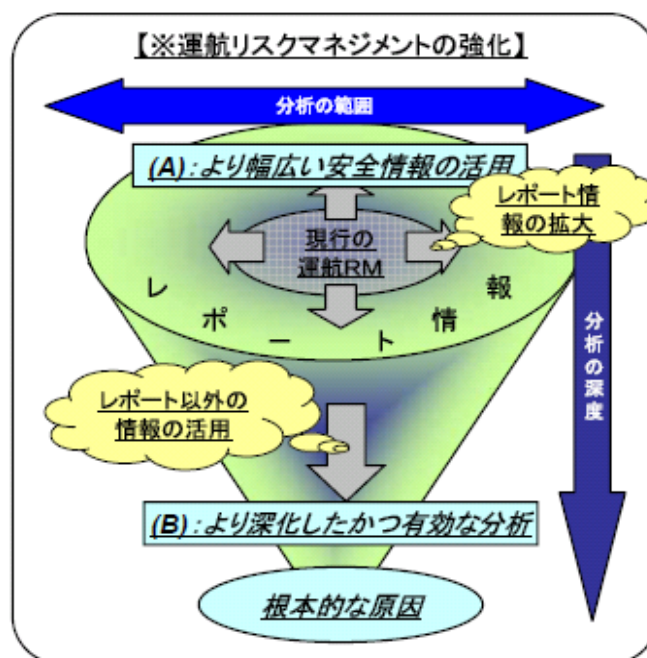 【※運航リスクマネジメントの強化】
分析の範囲
(A)：より幅広い安全情報の活用
レポート情
報の拡大
現行の
運航RM
レポート情報
分析の深度
レポート以外の
情報の活用
(B)：より深化したかつ有効な分析
根本的な原因